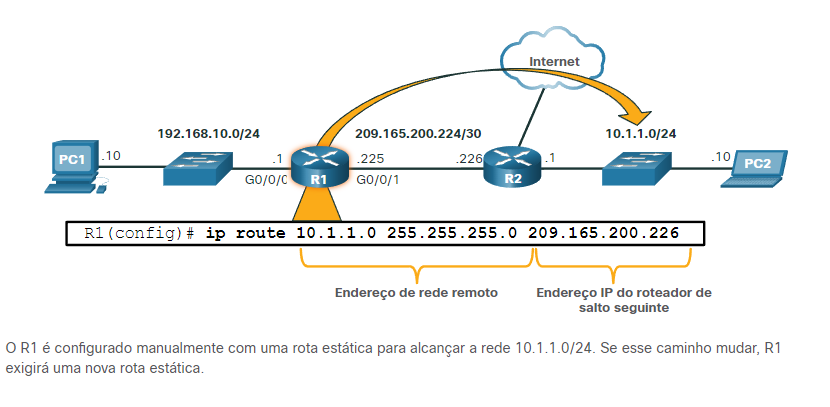 Internet
192.168.10.0/24
209.165.200.224/30
10.1.1.0/24
PC1
.10
.1
R1
.225
.226
R2
.1
.10
PC2
G0/0/0
G0/0/1
R1(config)# ip route 10.1.1.0 255.255.255.0 209.165.200.226
Endereço de rede remoto
Endereço IP do roteador de
salto seguinte
O R1 é configurado manualmente com uma rota estática para alcançar a rede 10.1.1.0/24. Se esse caminho mudar, R1
exigirá uma nova rota estática.